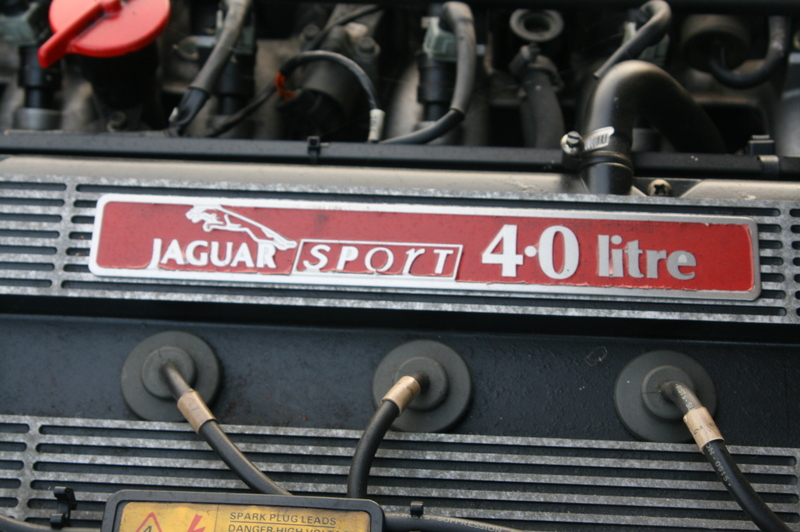 JAGUAR SPORT 4.0 litre
SPARK PLUG LEADS
DANGER HIGH VOLTAGE